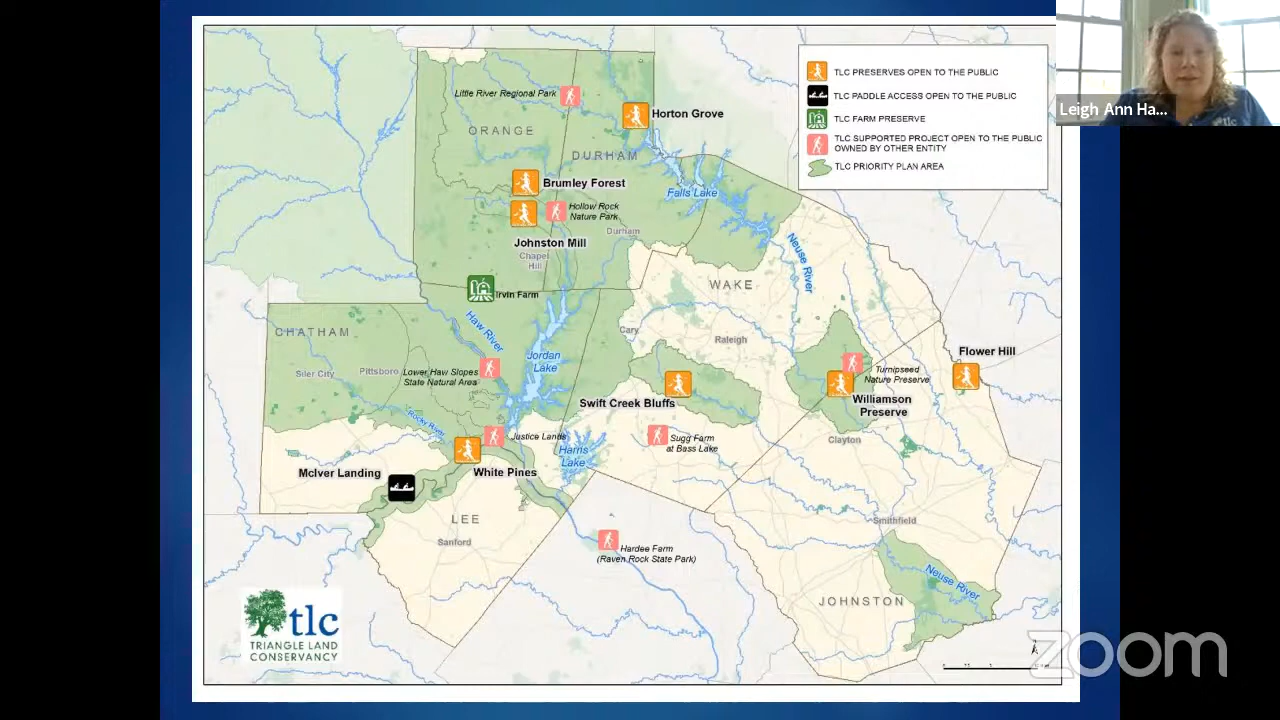 Leigh Ann Ha...
TLC PRESERVES OPEN TO THE PUBLIC
TLC PADDLE ACCESS OPEN TO THE PUBLIC
TLC FARM PRESERVE
TLC SUPPORTED PROJECT OPEN TO THE PUBLIC
OWNED BY OTHER ENTITY
TLC PRIORITY PLAN AREA
Little River Regional Park
Horton Grove
ORANGE
DURHAM
Brumley Forest
Falls Lake
Hollow Rock
Nature Park
Durham
Johnston Mill
Chapel
Hill
Neuse River
WAKE
Irvin Farm
Haw River
CHATHAM
Cary
Raleigh
Jordan
Lake
Flower Hill
Siler City
Pittsboro
Lower Haw Slopes
State Natural Area
Turnipseed
Nature Preserve
Swift Creek Bluffs
Williamson
Preserve
Rocky River
Justice Lands
Sugg Farm
at Bass Lake
Clayton
Harris
Lake
McIver Landing
White Pines
LEE
Sanford
Smithfield
Hardee Farm
(Raven Rock State Park)
Neuse River
JOHNSTON
tlc
TRIANGLE LAND
CONSERVANCY
zoom